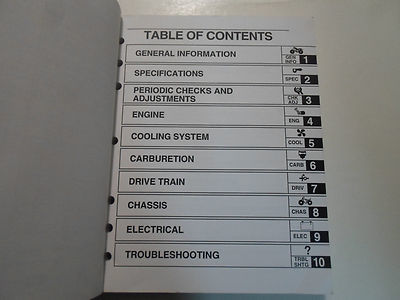 TABLE OF CONTENTS
GENERAL INFORMATION
GEN
INFO 1
SPECIFICATIONS
SPEC 2
PERIODIC CHECKS AND
ADJUSTMENTS
CHK
ADJ 3
ENGINE
ENG 4
COOLING SYSTEM
COOL 5
CARBURETION
CARB 6
DRIVE TRAIN
DRIV 7
CHASSIS
CHAS 8
ELECTRICAL
ELEC 9
TROUBLESHOOTING
?
TRBL
SHTG 10